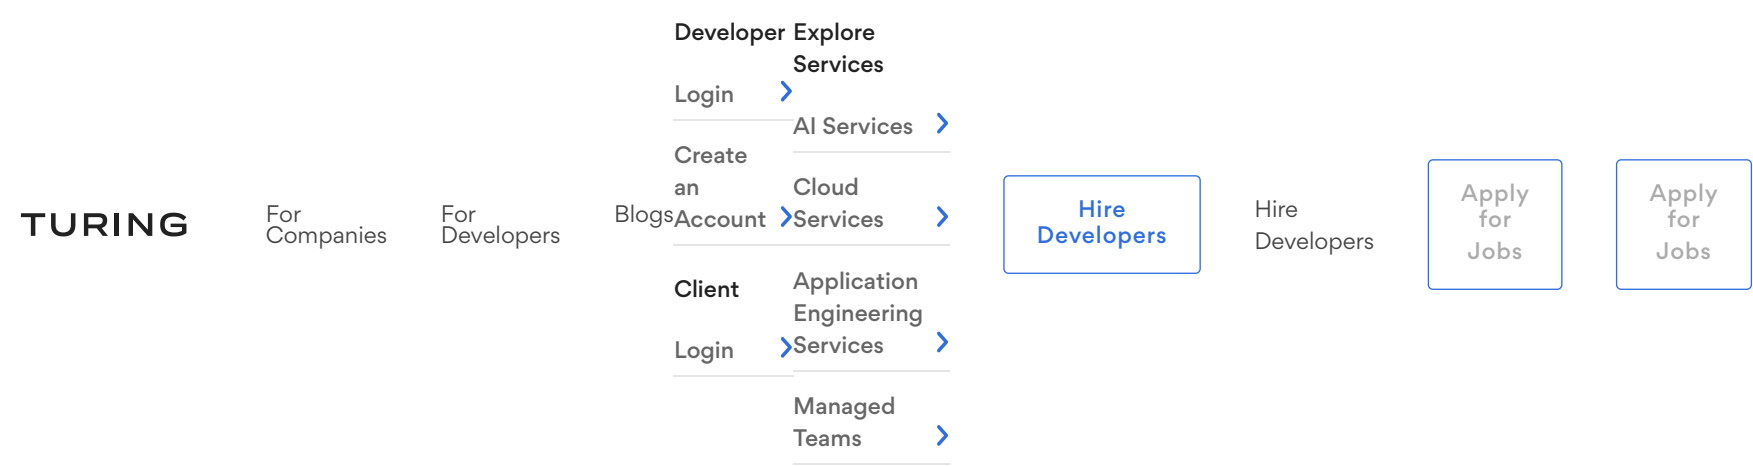 TURING
For
Companies
For
Developers
Blogs
Developer
Login
Create
an
Account
Client
Login
Explore
Services
AI Services
Cloud
Services
Application
Engineering
Services
Managed
Teams
Hire
Developers
Hire
Developers
Apply
for
Jobs
Apply
for
Jobs